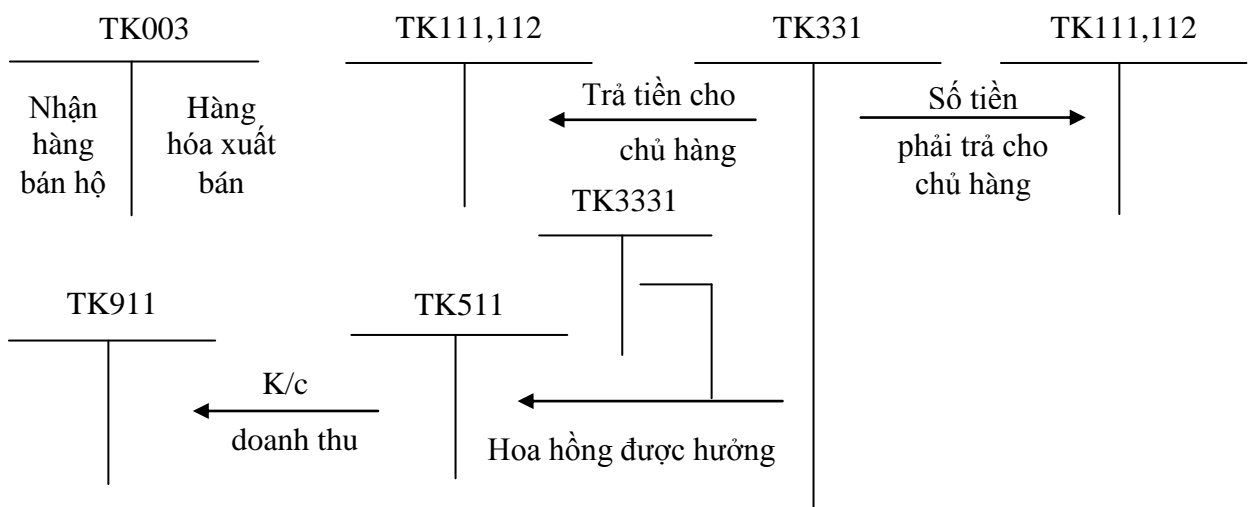 TK003
TK111,112
TK331
TK111,112
Nhận
hàng
bán hộ
Hàng
hóa xuất
bán
Trả tiền cho
chủ hàng
Số tiền
phải trả cho
chủ hàng
TK3331
TK911
TK511
K/c
doanh thu
Hoa hồng được hưởng